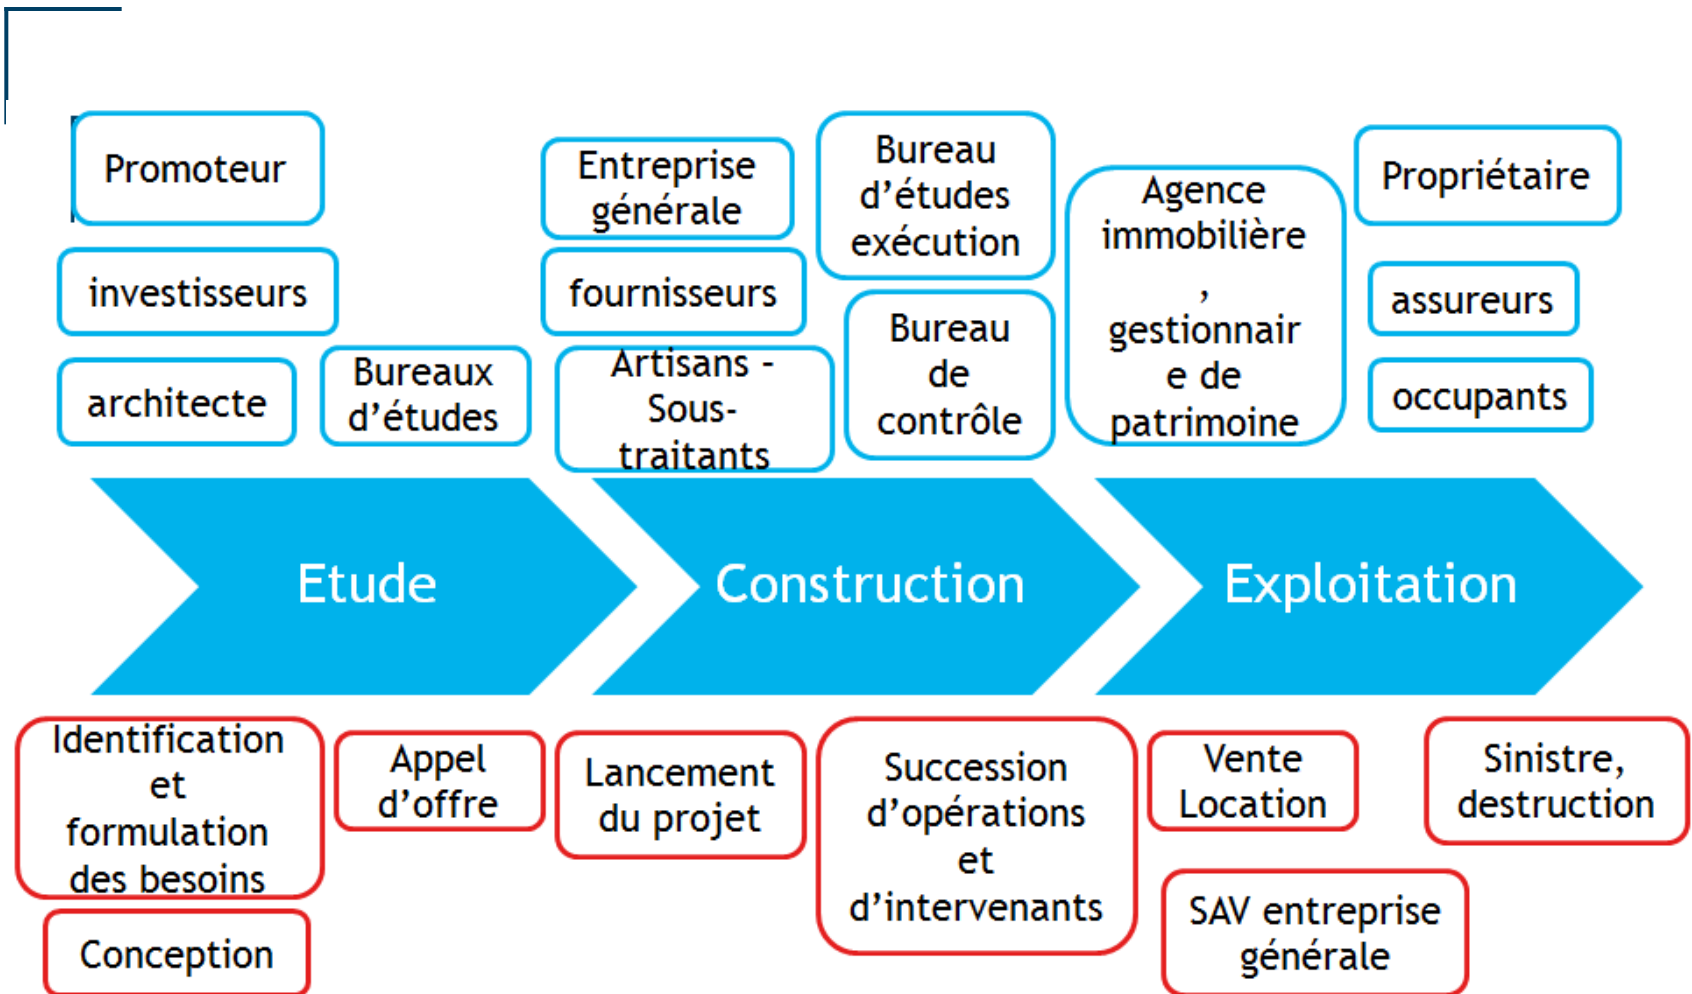 Promoteur
investisseurs
architecte
Bureaux
d'études
Entreprise
générale
fournisseurs
Artisans –
Sous-
traitants
Bureau
d'études
exécution
Bureau
de
contrôle
Agence
immobilière
,
gestionnair
e de
patrimoine
Propriétaire
assureurs
occupants
Etude
Construction
Exploitation
Identification
et
formulation
des besoins
Conception
Appel
d'offre
Lancement
du projet
Succession
d'opérations
et
d'intervenants
Vente
Location
SAV entreprise
générale
Sinistre,
destruction